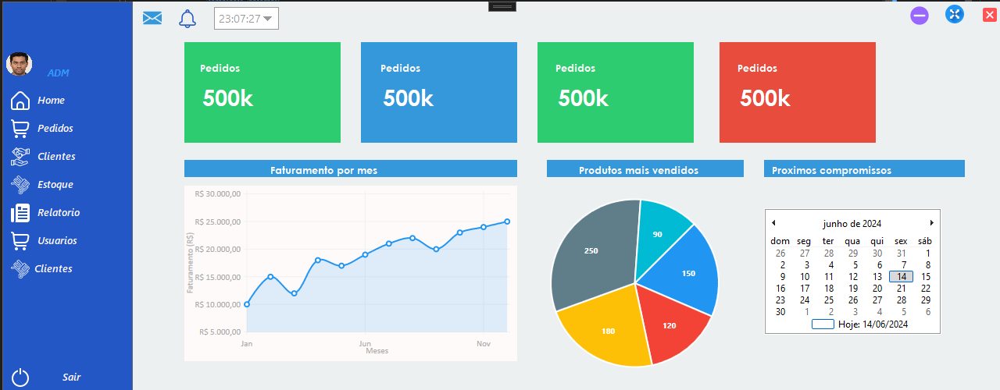 23:07:27
ADM
Home
Pedidos
Clientes
Estoque
Relatorio
Usuarios
Clientes
Sair
Pedidos
500k
Pedidos
500k
Pedidos
500k
Pedidos
500k
Faturamento por mes
Faturamento (R$)
R$ 30.000,00
R$ 25.000,00
R$ 20.000,00
R$ 15.000,00
R$ 10.000,00
R$ 5.000,00
Jan Jun Nov
Meses
Produtos mais vendidos
90
250
150
120
180
Proximos compromissos
junho de 2024
dom seg ter qua qui sex sáb
26 27 28 29 30 31 1
2 3 4 5 6 7 8
9 10 11 12 13 14 15
16 17 18 19 20 21 22
23 24 25 26 27 28 29
30 1 2 3 4 5 6
Hoje: 14/06/2024